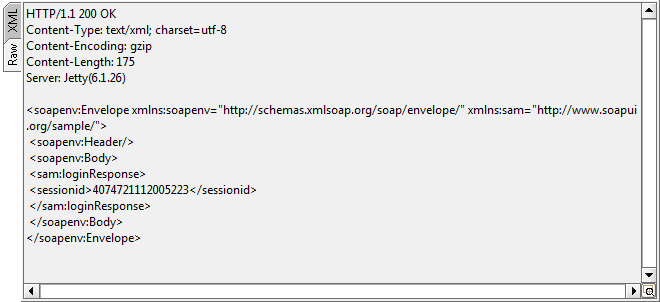 XML
Raw
HTTP/1.1 200 OK
Content-Type: text/xml; charset=utf-8
Content-Encoding: gzip
Content-Length: 175
Server: Jetty(6.1.26)

<soapenv:Envelope xmlns:soapenv="http://schemas.xmlsoap.org/soap/envelope/" xmlns:sam="http://www.soapui
.org/sample/">
<soapenv:Header/>
<soapenv:Body>
<sam:loginResponse>
<sessionid>4074721112005223</sessionid>
</sam:loginResponse>
</soapenv:Body>
</soapenv:Envelope>